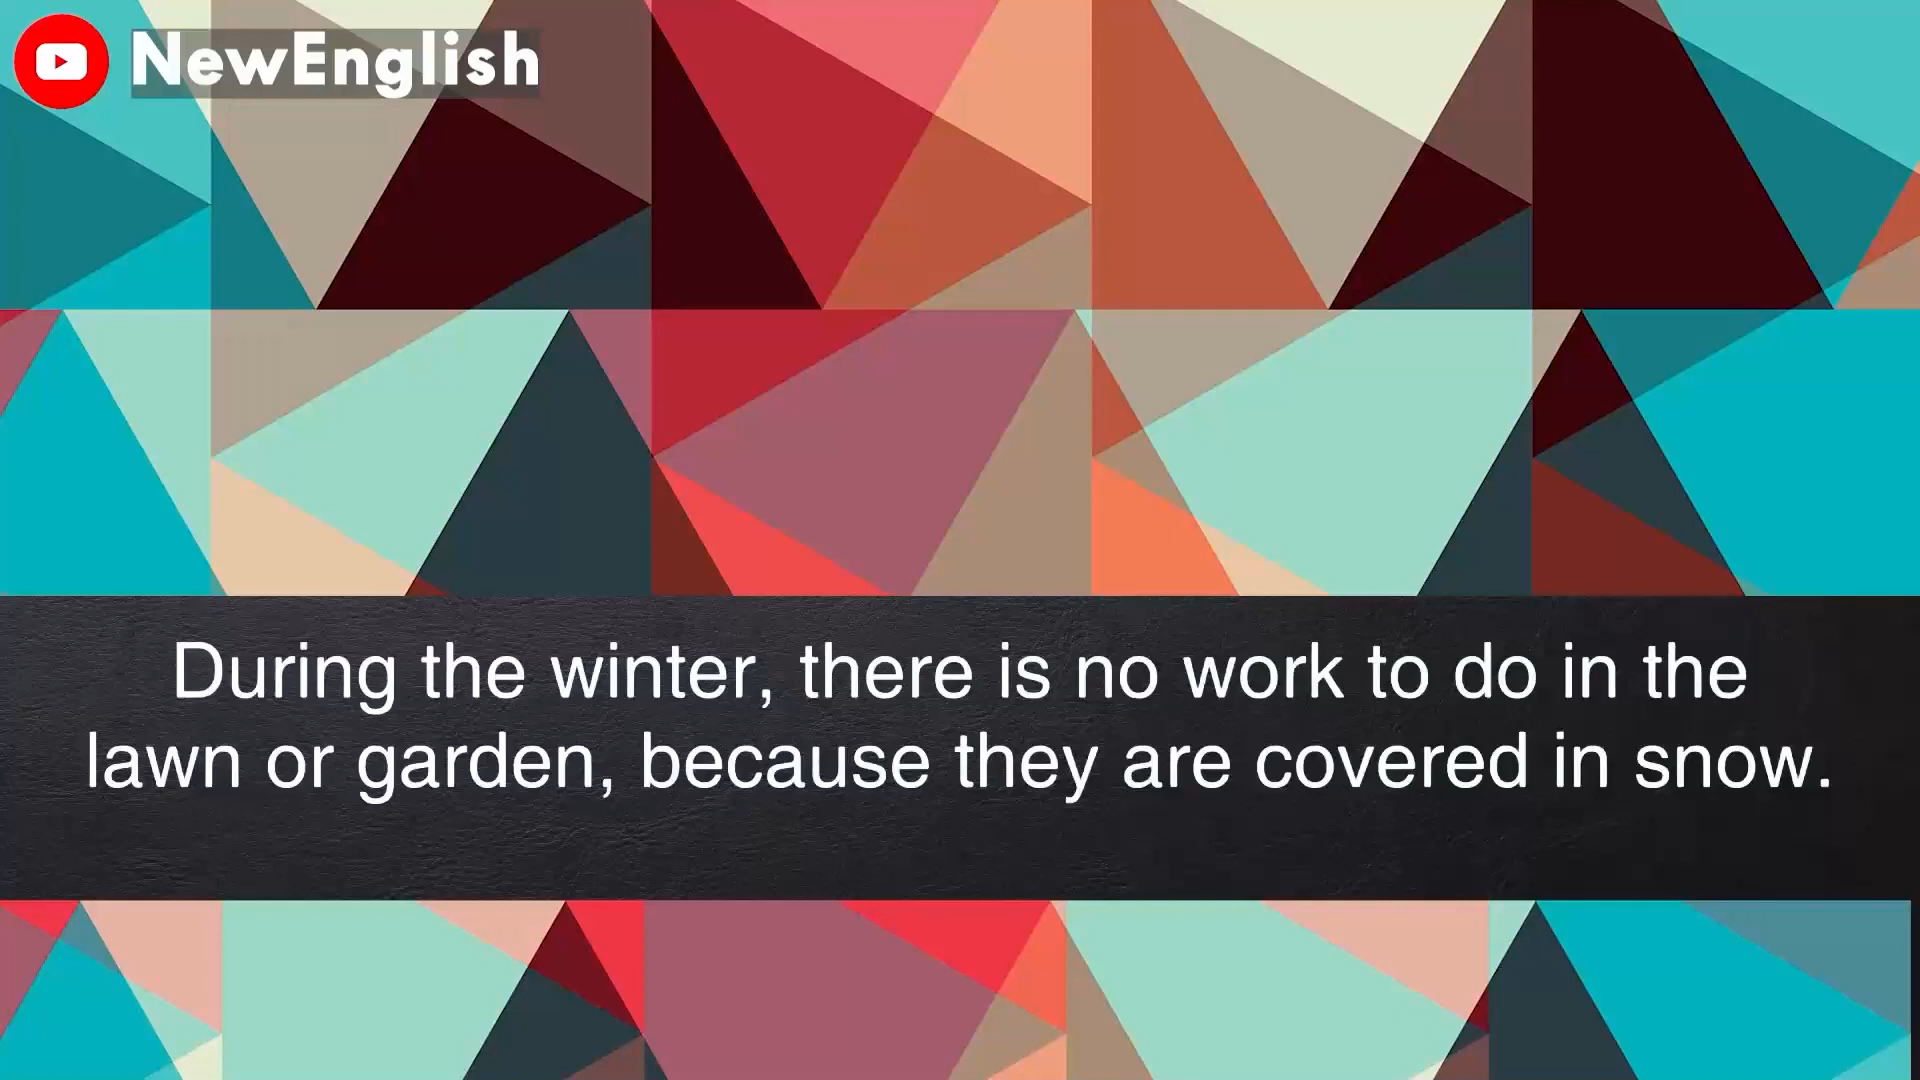 NewEnglish
During the winter, there is no work to do in the
lawn or garden, because they are covered in snow.